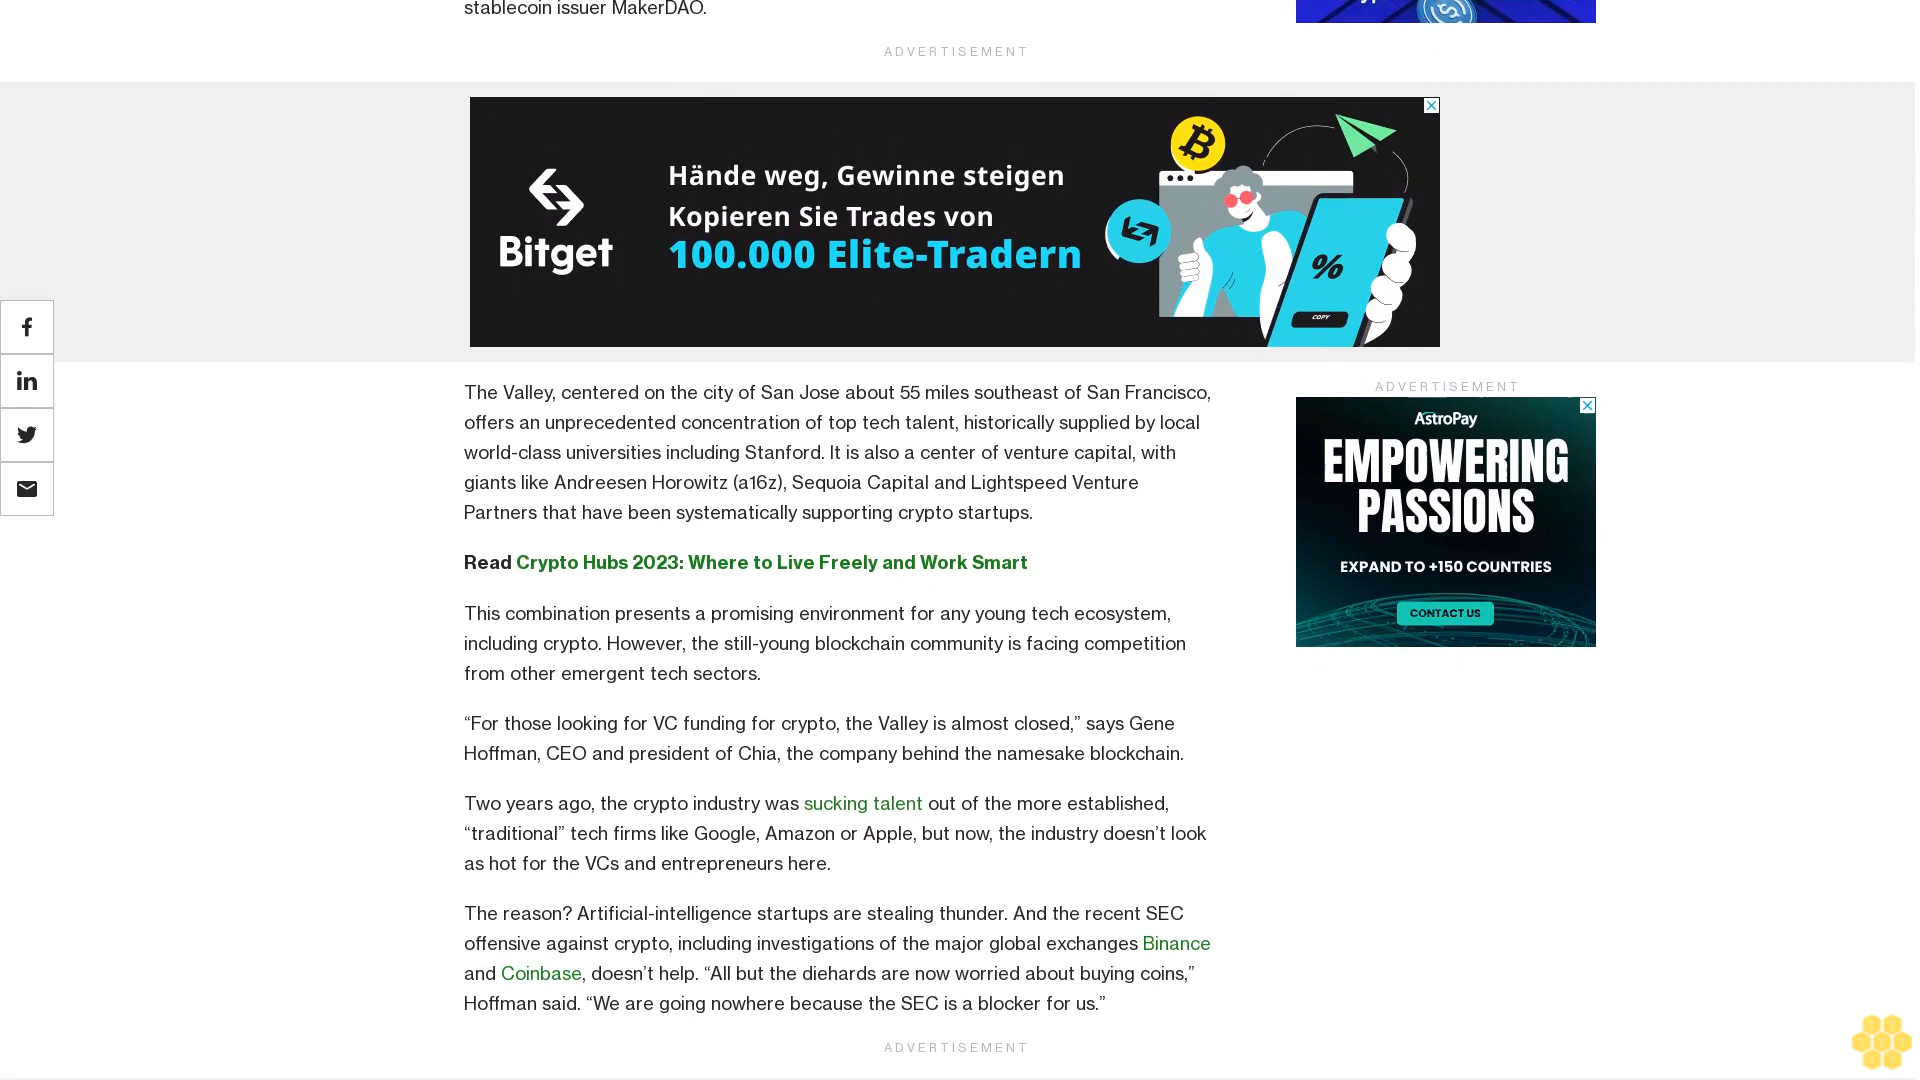 stablecoin issuer MakerDAO.
ADVERTISEMENT
Bitget
Hände weg, Gewinne steigen
Kopieren Sie Trades von
100.000 Elite-Tradern
%
COPY
The Valley, centered on the city of San Jose about 55 miles southeast of San Francisco,
offers an unprecedented concentration of top tech talent, historically supplied by local
world-class universities including Stanford. It is also a center of venture capital, with
giants like Andreesen Horowitz (a16z), Sequoia Capital and Lightspeed Venture
Partners that have been systematically supporting crypto startups.
Read Crypto Hubs 2023: Where to Live Freely and Work Smart
This combination presents a promising environment for any young tech ecosystem,
including crypto. However, the still-young blockchain community is facing competition
from other emergent tech sectors.
“For those looking for VC funding for crypto, the Valley is almost closed,” says Gene
Hoffman, CEO and president of Chia, the company behind the namesake blockchain.
Two years ago, the crypto industry was sucking talent out of the more established,
“traditional” tech firms like Google, Amazon or Apple, but now, the industry doesn’t look
as hot for the VCs and entrepreneurs here.
The reason? Artificial-intelligence startups are stealing thunder. And the recent SEC
offensive against crypto, including investigations of the major global exchanges Binance
and Coinbase, doesn’t help. “All but the diehards are now worried about buying coins,”
Hoffman said. “We are going nowhere because the SEC is a blocker for us.”
ADVERTISEMENT
ADVERTISEMENT
AstroPay
EMPOWERING
PASSIONS
EXPAND TO +150 COUNTRIES
CONTACT US